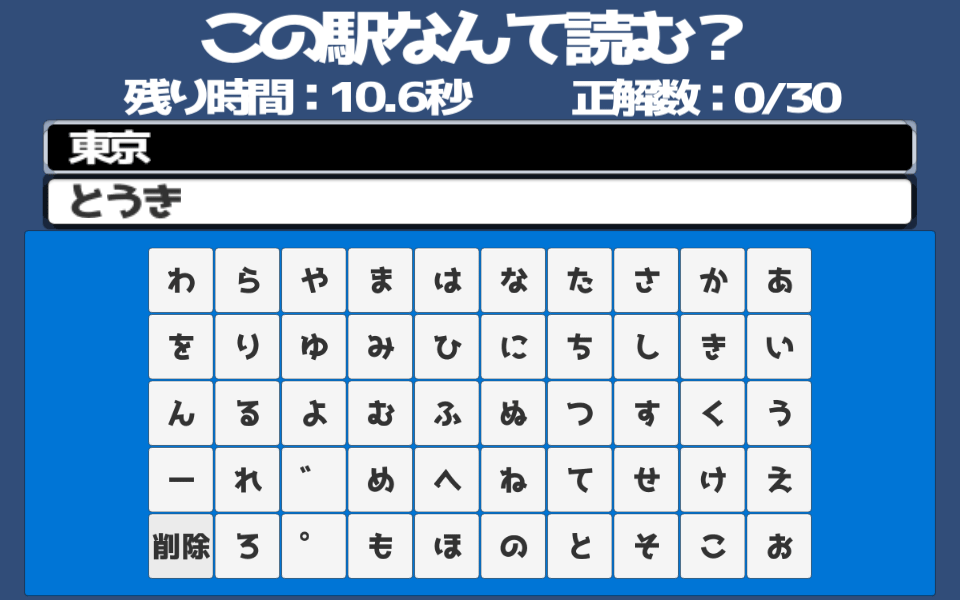 この駅なんて読む？
残り時間：10.6秒 正解数：0/30
東京
とうき
わ ら や ま は な た さ か あ
を り ゆ み ひ に ち し き い
ん る よ む ふ ぬ つ す く う
ー れ ゛ め へ ね て せ け え
削除 ろ ゜ も ほ の と そ こ お